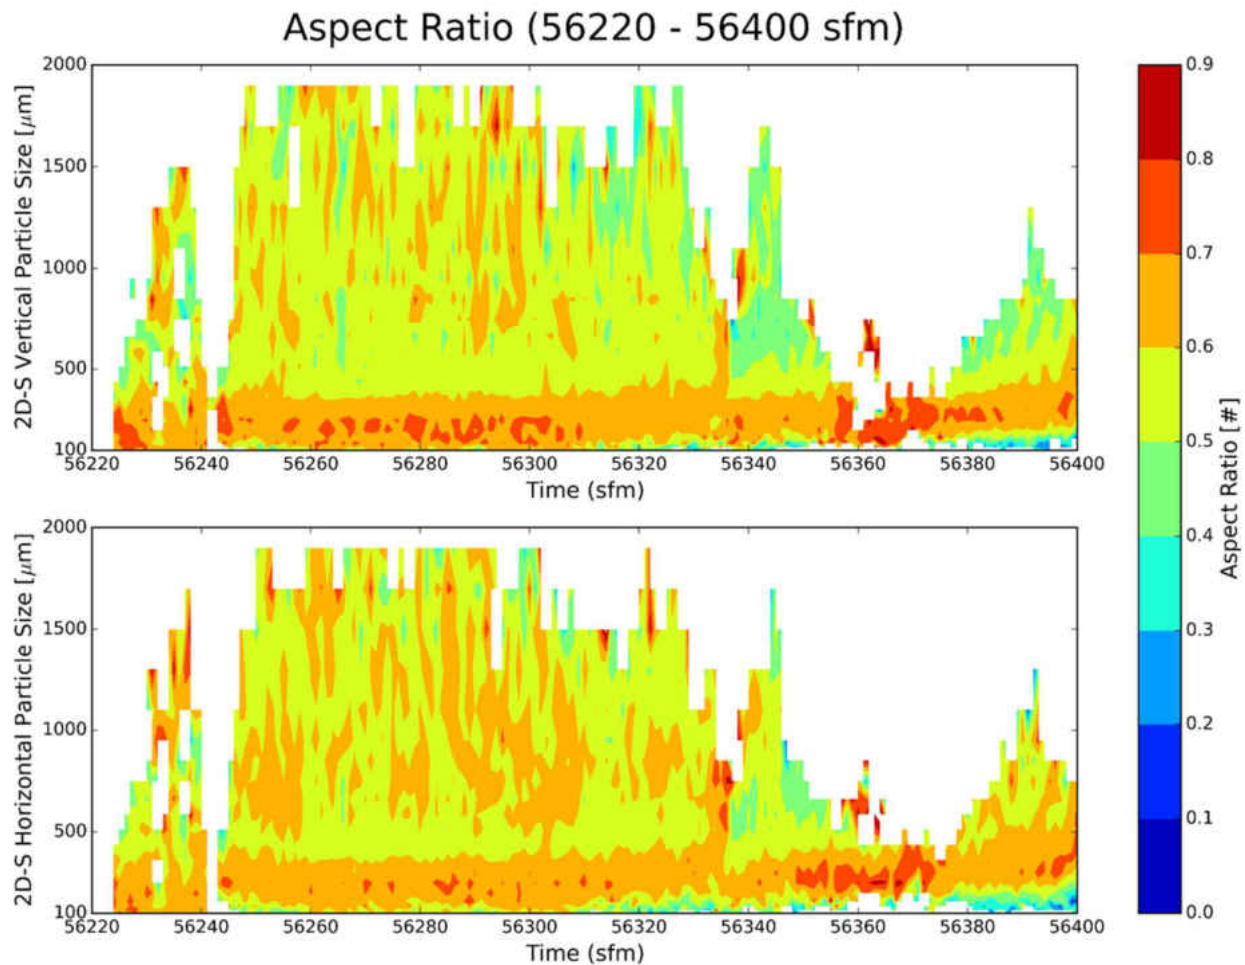 Aspect Ratio (56220 - 56400 sfm)
2D-S Vertical Particle Size [μm]
2000
1500
1000
500
100
56220 56240 56260 56280 56300 56320 56340 56360 56380 56400
Time (sfm)
2D-S Horizontal Particle Size [μm]
2000
1500
1000
500
100
56220 56240 56260 56280 56300 56320 56340 56360 56380 56400
Time (sfm)
0.9
0.8
0.7
0.6
0.5
0.4
0.3
0.2
0.1
0.0
Aspect Ratio [#]